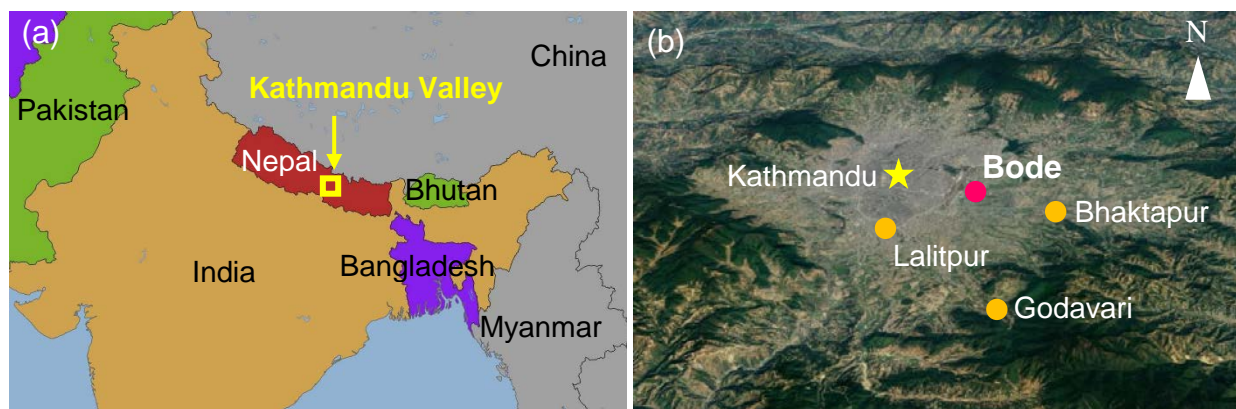 (a)
China
Kathmandu Valley
Pakistan
Nepal
Bhutan
India
Bangladesh
Myanmar
(b)
N
Kathmandu
Bode
Bhaktapur
Lalitpur
Godavari